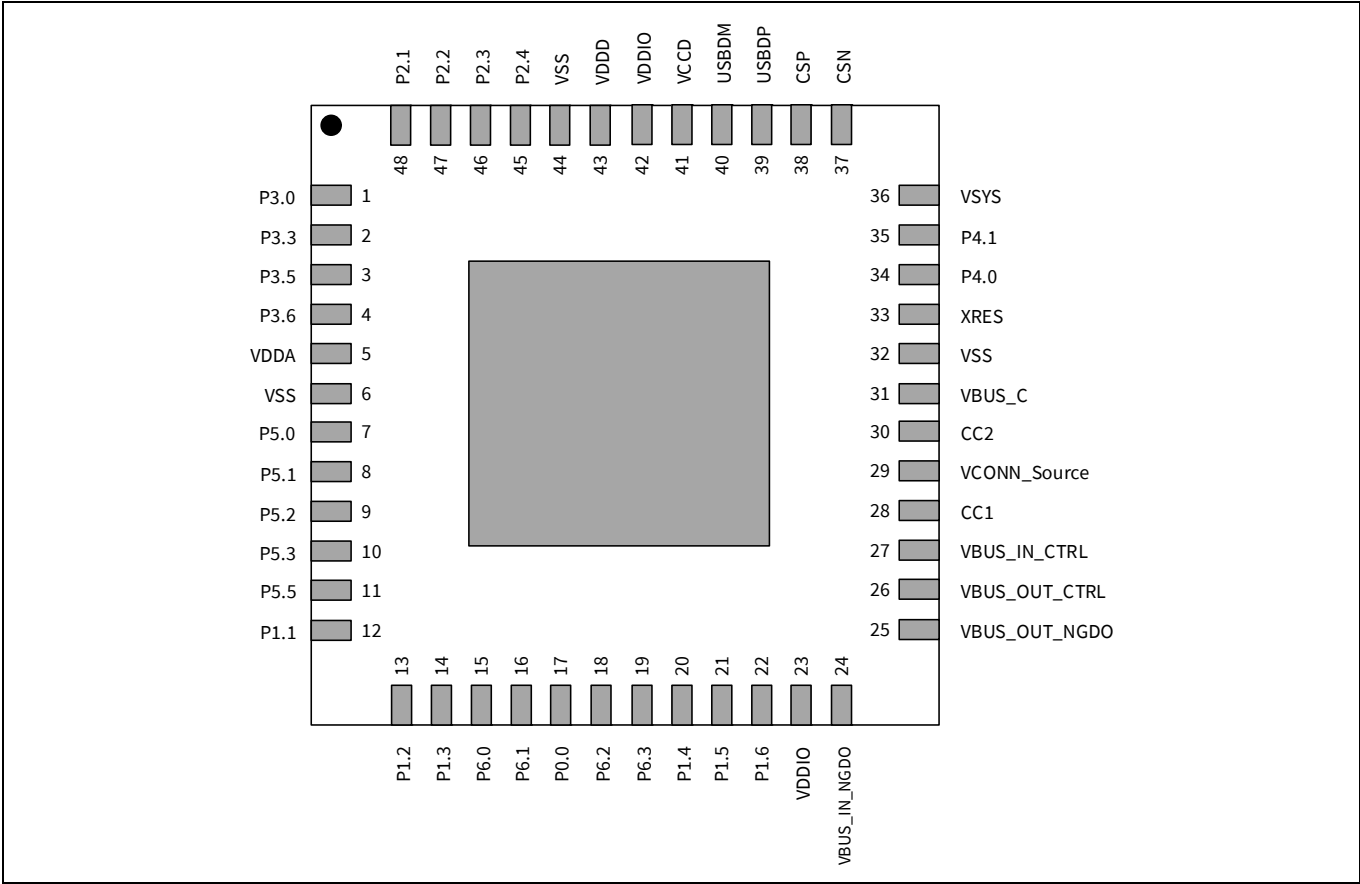 P2.1 P2.2 P2.3 P2.4 VSS VDDD VDDIO VCCD USBDM USBDP CSP CSN
48 47 46 45 44 43 42 41 40 39 38 37
P3.0 1 36 VSYS
P3.3 2 35 P4.1
P3.5 3 34 P4.0
P3.6 4 33 XRES
VDDA 5 32 VSS
VSS 6 31 VBUS_C
P5.0 7 30 CC2
P5.1 8 29 VCONN_Source
P5.2 9 28 CC1
P5.3 10 27 VBUS_IN_CTRL
P5.5 11 26 VBUS_OUT_CTRL
P1.1 12 25 VBUS_OUT_NGDO
13 14 15 16 17 18 19 20 21 22 23 24
P1.2 P1.3 P6.0 P6.1 P0.0 P6.2 P6.3 P1.4 P1.5 P1.6 VDDIO VBUS_IN_NGDO